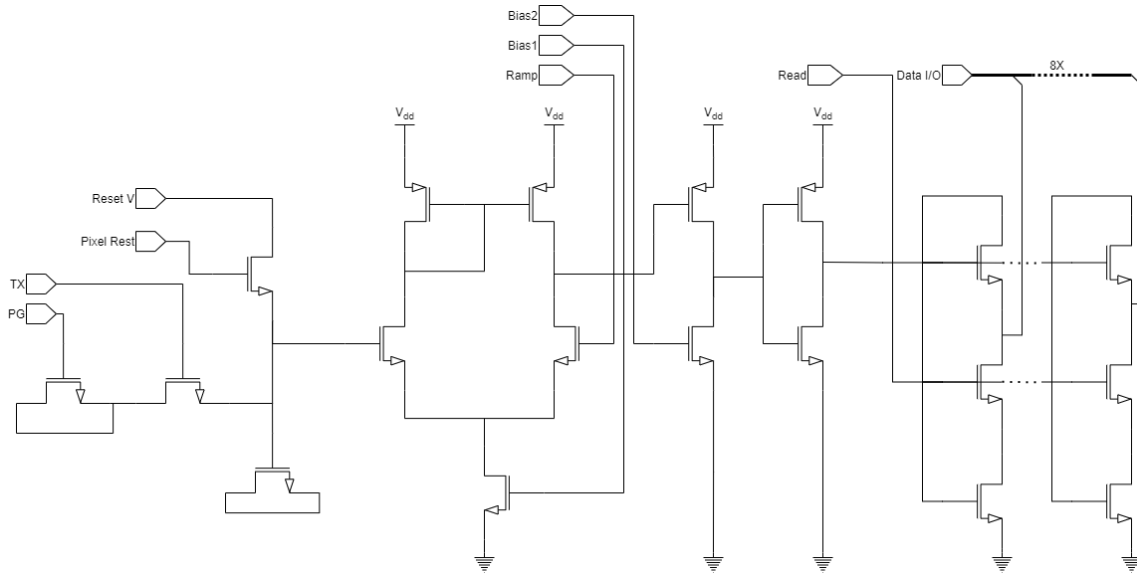 Bias2
Bias1
Ramp
Read
Data I/O
8X
Vdd
Vdd
Vdd
Vdd
Reset V
Pixel Rest
TX
PG